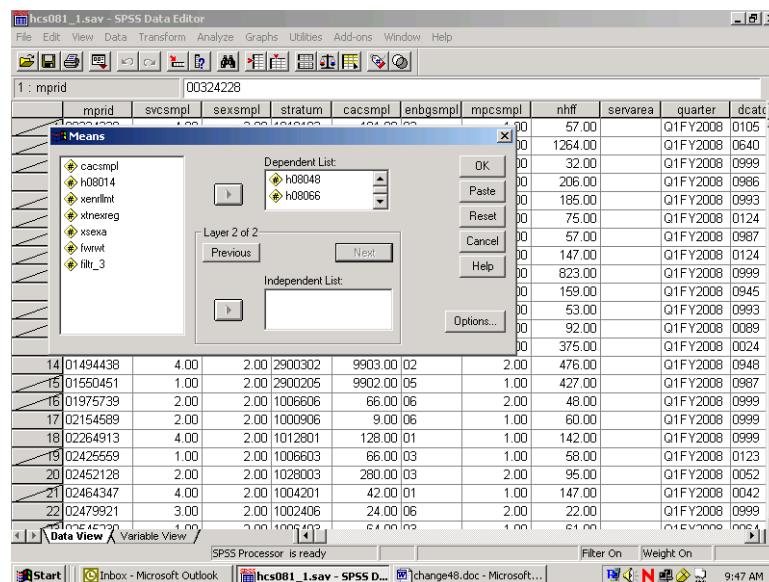 hcs081_1.sav - SPSS Data Editor
File Edit View Data Transform Analyze Graphs Utilities Add-ons Window Help
1 : mprid 00324228
mprid svcsmpl sexsmpl stratum cacsmpl enbgsmpl mpcsmpl nhff servarea quarter dcatc
57.00 Q1FY2008 0105
1264.00 Q1FY2008 0640
32.00 Q1FY2008 0999
206.00 Q1FY2008 0986
185.00 Q1FY2008 0993
75.00 Q1FY2008 0124
57.00 Q1FY2008 0987
147.00 Q1FY2008 0124
823.00 Q1FY2008 0999
159.00 Q1FY2008 0945
53.00 Q1FY2008 0993
92.00 Q1FY2008 0089
375.00 Q1FY2008 0024
Means
cacsmpl
h08014
xenrllmt
xtnexreg
xsexa
fwrwt
filtr_3
Dependent List:
h08048
h08066
Layer 2 of 2
Previous Next
Independent List:
OK
Paste
Reset
Cancel
Help
Options...
14 01494438 4.00 2.00 2900302 9903.00 02 2.00 476.00 Q1FY2008 0948
15 01550451 1.00 2.00 2900205 9902.00 05 1.00 427.00 Q1FY2008 0987
16 01975739 2.00 2.00 1006606 66.00 06 2.00 48.00 Q1FY2008 0999
17 02154589 2.00 2.00 1000906 9.00 06 1.00 60.00 Q1FY2008 0999
18 02264913 4.00 2.00 1012801 128.00 01 1.00 142.00 Q1FY2008 0999
19 02425559 1.00 2.00 1006603 66.00 03 1.00 58.00 Q1FY2008 0123
20 02452128 2.00 2.00 1028003 280.00 03 2.00 95.00 Q1FY2008 0052
21 02464347 4.00 2.00 1004201 42.00 01 1.00 147.00 Q1FY2008 0042
22 02479921 3.00 2.00 1002406 24.00 06 2.00 22.00 Q1FY2008 0999
Data View Variable View
SPSS Processor is ready Filter On Weight On
Start Inbox - Microsoft Outlook hcs081_1.sav - SPSS D... change48.doc - Microsoft... 9:47 AM